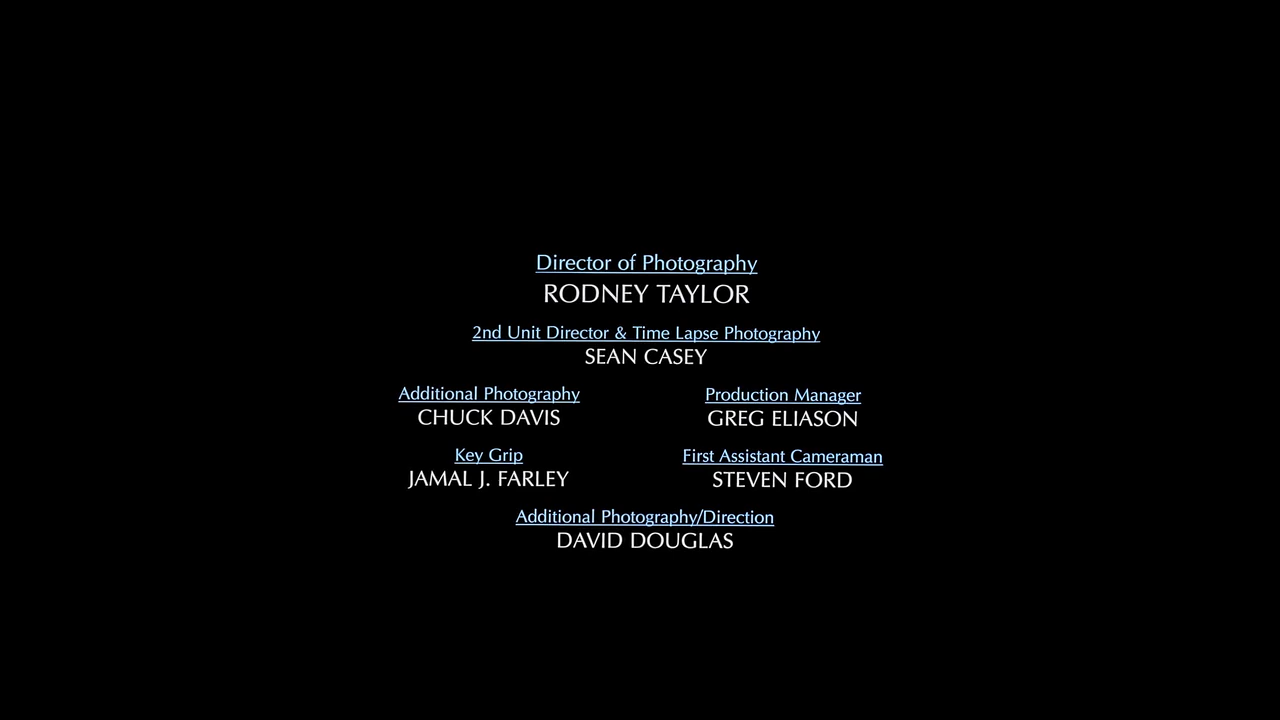 Director of Photography
RODNEY TAYLOR
2nd Unit Director & Time Lapse Photography
SEAN CASEY
Additional Photography
CHUCK DAVIS
Production Manager
GREG ELIASON
Key Grip
JAMAL J. FARLEY
First Assistant Cameraman
STEVEN FORD
Additional Photography/Direction
DAVID DOUGLAS